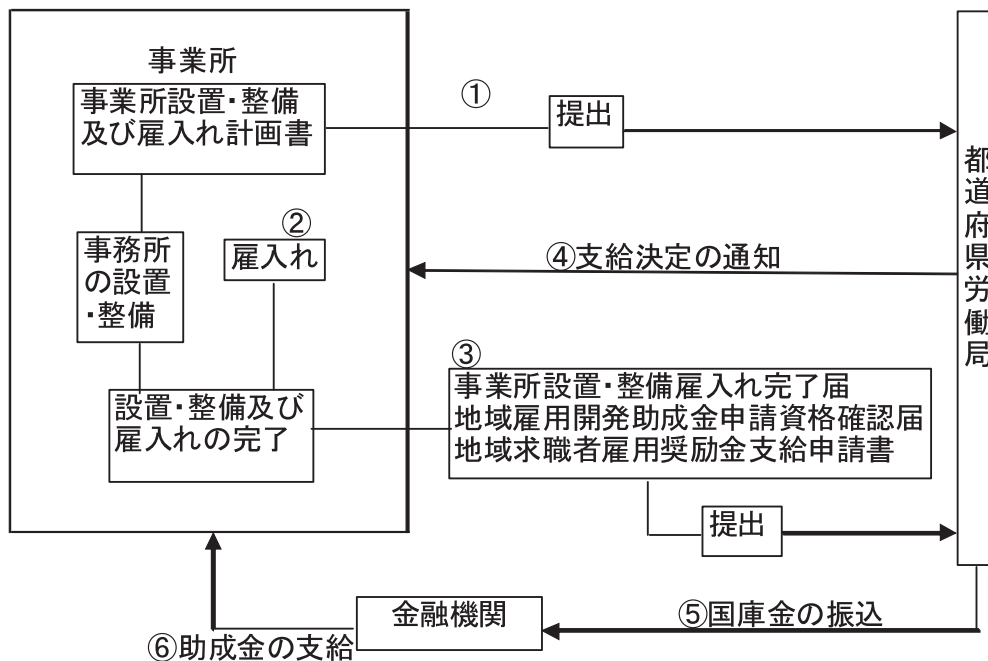 事業所
事業所設置・整備
及び雇入れ計画書
①
提出
都道府県労働局
②
雇入れ
事務所
の設置
・整備
④支給決定の通知
③
事業所設置・整備雇入れ完了届
地域雇用開発助成金申請資格確認届
地域求職者雇用奨励金支給申請書
設置・整備及び
雇入れの完了
提出
金融機関
⑤国庫金の振込
⑥助成金の支給